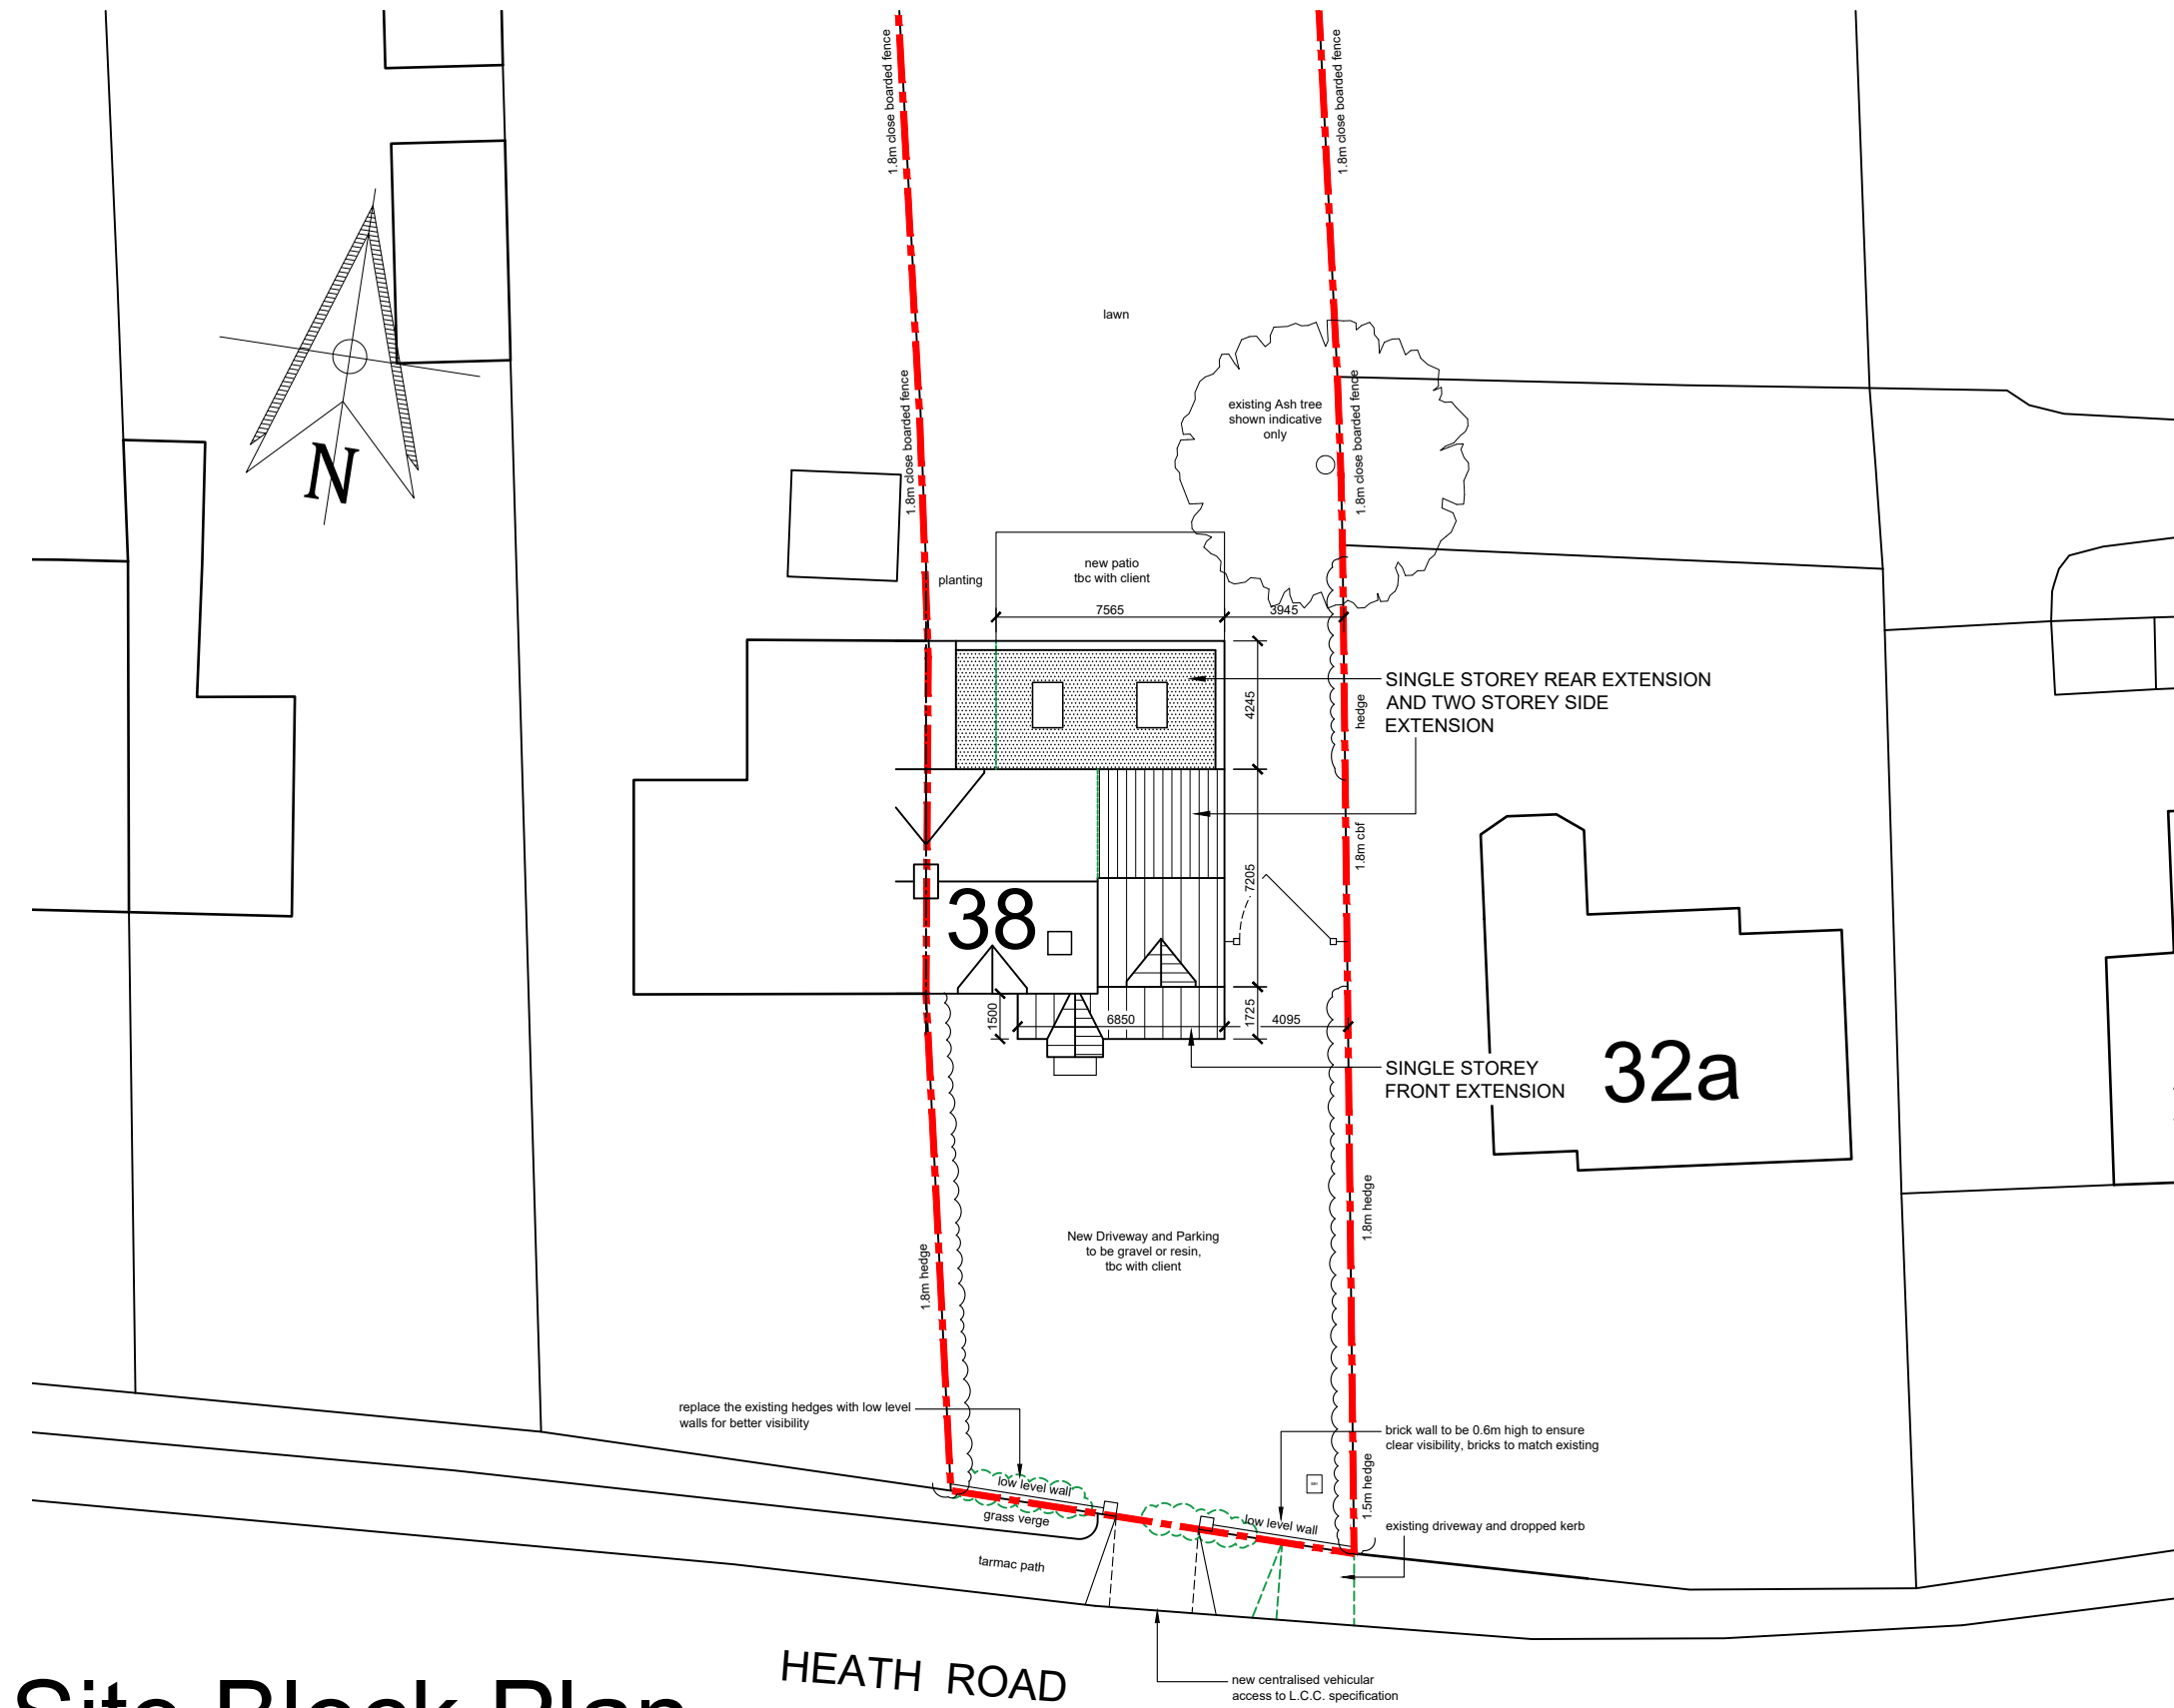 1.8m close boarded fence
1.8m close boarded fence
lawn
N
1.8m close boarded fence
1.8m close boarded fence
existing Ash tree
shown indicative
only
planting
new patio
tbc with client
7565
3945
4245
hedge
SINGLE STOREY REAR EXTENSION
AND TWO STOREY SIDE
EXTENSION
1.8m cbf
7205
38
1500
6850
1725
4095
SINGLE STOREY
FRONT EXTENSION
32a
1.8m hedge
1.8m hedge
New Driveway and Parking
to be gravel or resin,
tbc with client
replace the existing hedges with low level
walls for better visibility
brick wall to be 0.6m high to ensure
clear visibility, bricks to match existing
1.5m hedge
low level wall
grass verge
low level wall
existing driveway and dropped kerb
tarmac path
HEATH ROAD
new centralised vehicular
access to L.C.C. specification
Site Block Plan